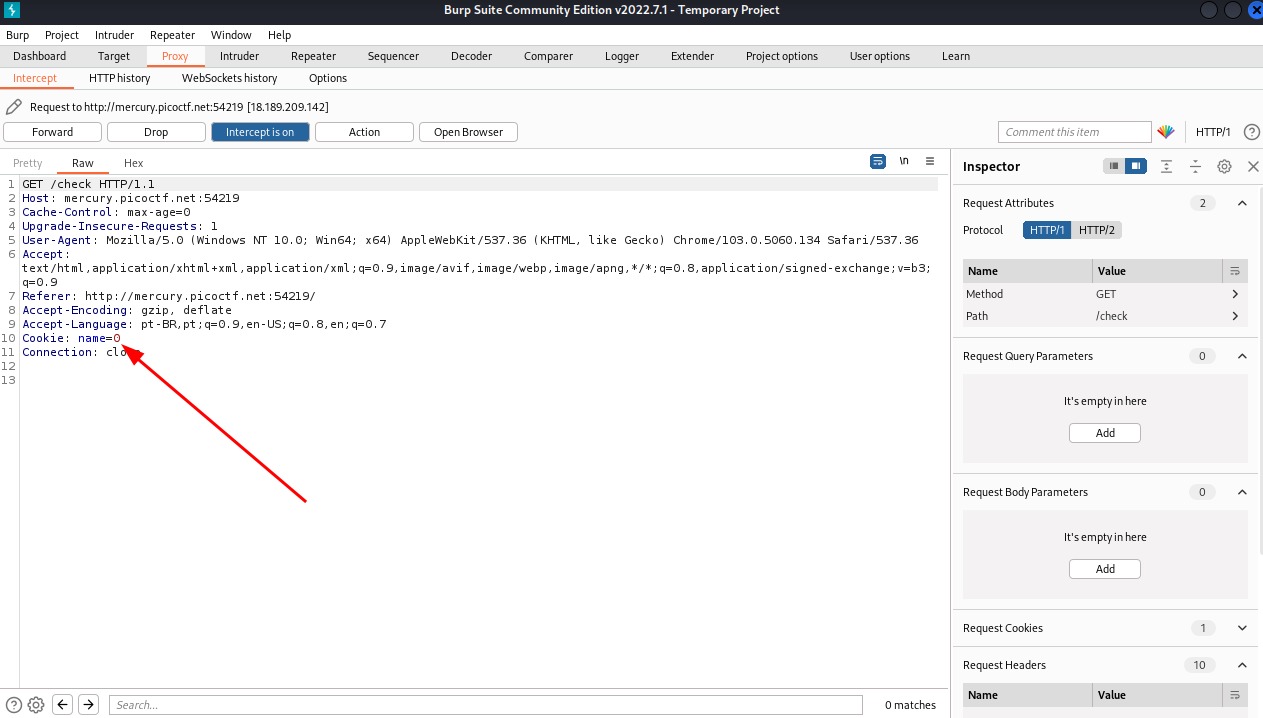 Burp Suite Community Edition v2022.7.1 - Temporary Project
Burp Project Intruder Repeater Window Help
Dashboard Target Proxy Intruder Repeater Sequencer Decoder Comparer Logger Extender Project options User options Learn
Intercept HTTP history WebSockets history Options
Request to http://mercury.picoctf.net:54219 [18.189.209.142]
Forward Drop Intercept is on Action Open Browser Comment this item HTTP/1 ?
Pretty Raw Hex \n
1 GET /check HTTP/1.1
2 Host: mercury.picoctf.net:54219
3 Cache-Control: max-age=0
4 Upgrade-Insecure-Requests: 1
5 User-Agent: Mozilla/5.0 (Windows NT 10.0; Win64; x64) AppleWebKit/537.36 (KHTML, like Gecko) Chrome/103.0.5060.134 Safari/537.36
6 Accept:
text/html,application/xhtml+xml,application/xml;q=0.9,image/avif,image/webp,image/apng,*/*;q=0.8,application/signed-exchange;v=b3;
q=0.9
7 Referer: http://mercury.picoctf.net:54219/
8 Accept-Encoding: gzip, deflate
9 Accept-Language: pt-BR,pt;q=0.9,en-US;q=0.8,en;q=0.7
10 Cookie: name=0
11 Connection:
12
13
Inspector
Request Attributes 2
Protocol HTTP/1 HTTP/2
Name Value
Method GET
Path /check
Request Query Parameters 0
It's empty in here
Add
Request Body Parameters 0
It's empty in here
Add
Request Cookies 1
Request Headers 10
Name Value
? Search... 0 matches